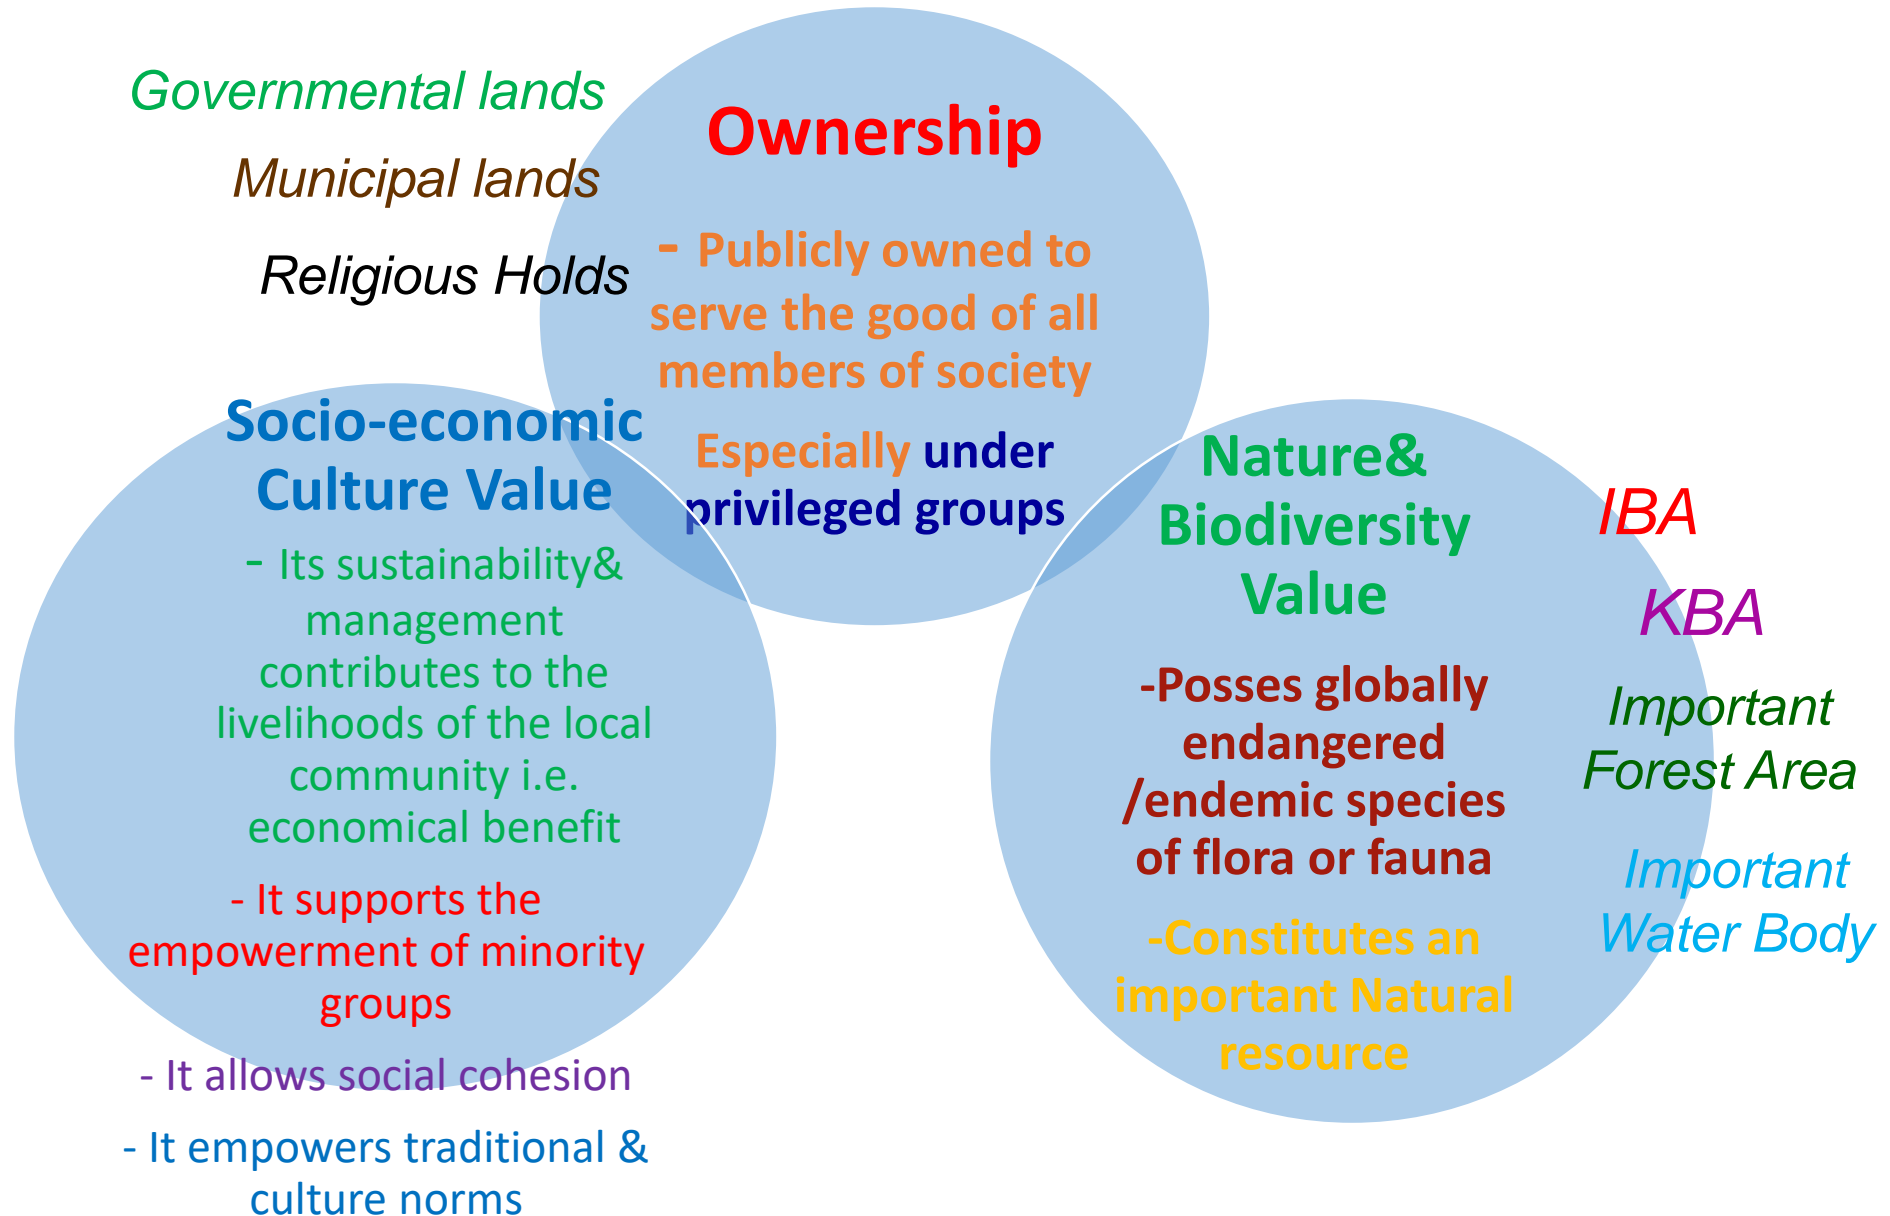 Governmental lands
Municipal lands
Religious Holds
Ownership
- Publicly owned to
serve the good of all
members of society
Especially under
privileged groups
Socio-economic
Culture Value
- Its sustainability&
management
contributes to the
livelihoods of the local
community i.e.
economical benefit
- It supports the
empowerment of minority
groups
- It allows social cohesion
- It empowers traditional &
culture norms
Nature&
Biodiversity
Value
-Posses globally
endangered
/endemic species
of flora or fauna
-Constitutes an
important Natural
resource
IBA
KBA
Important
Forest Area
Important
Water Body